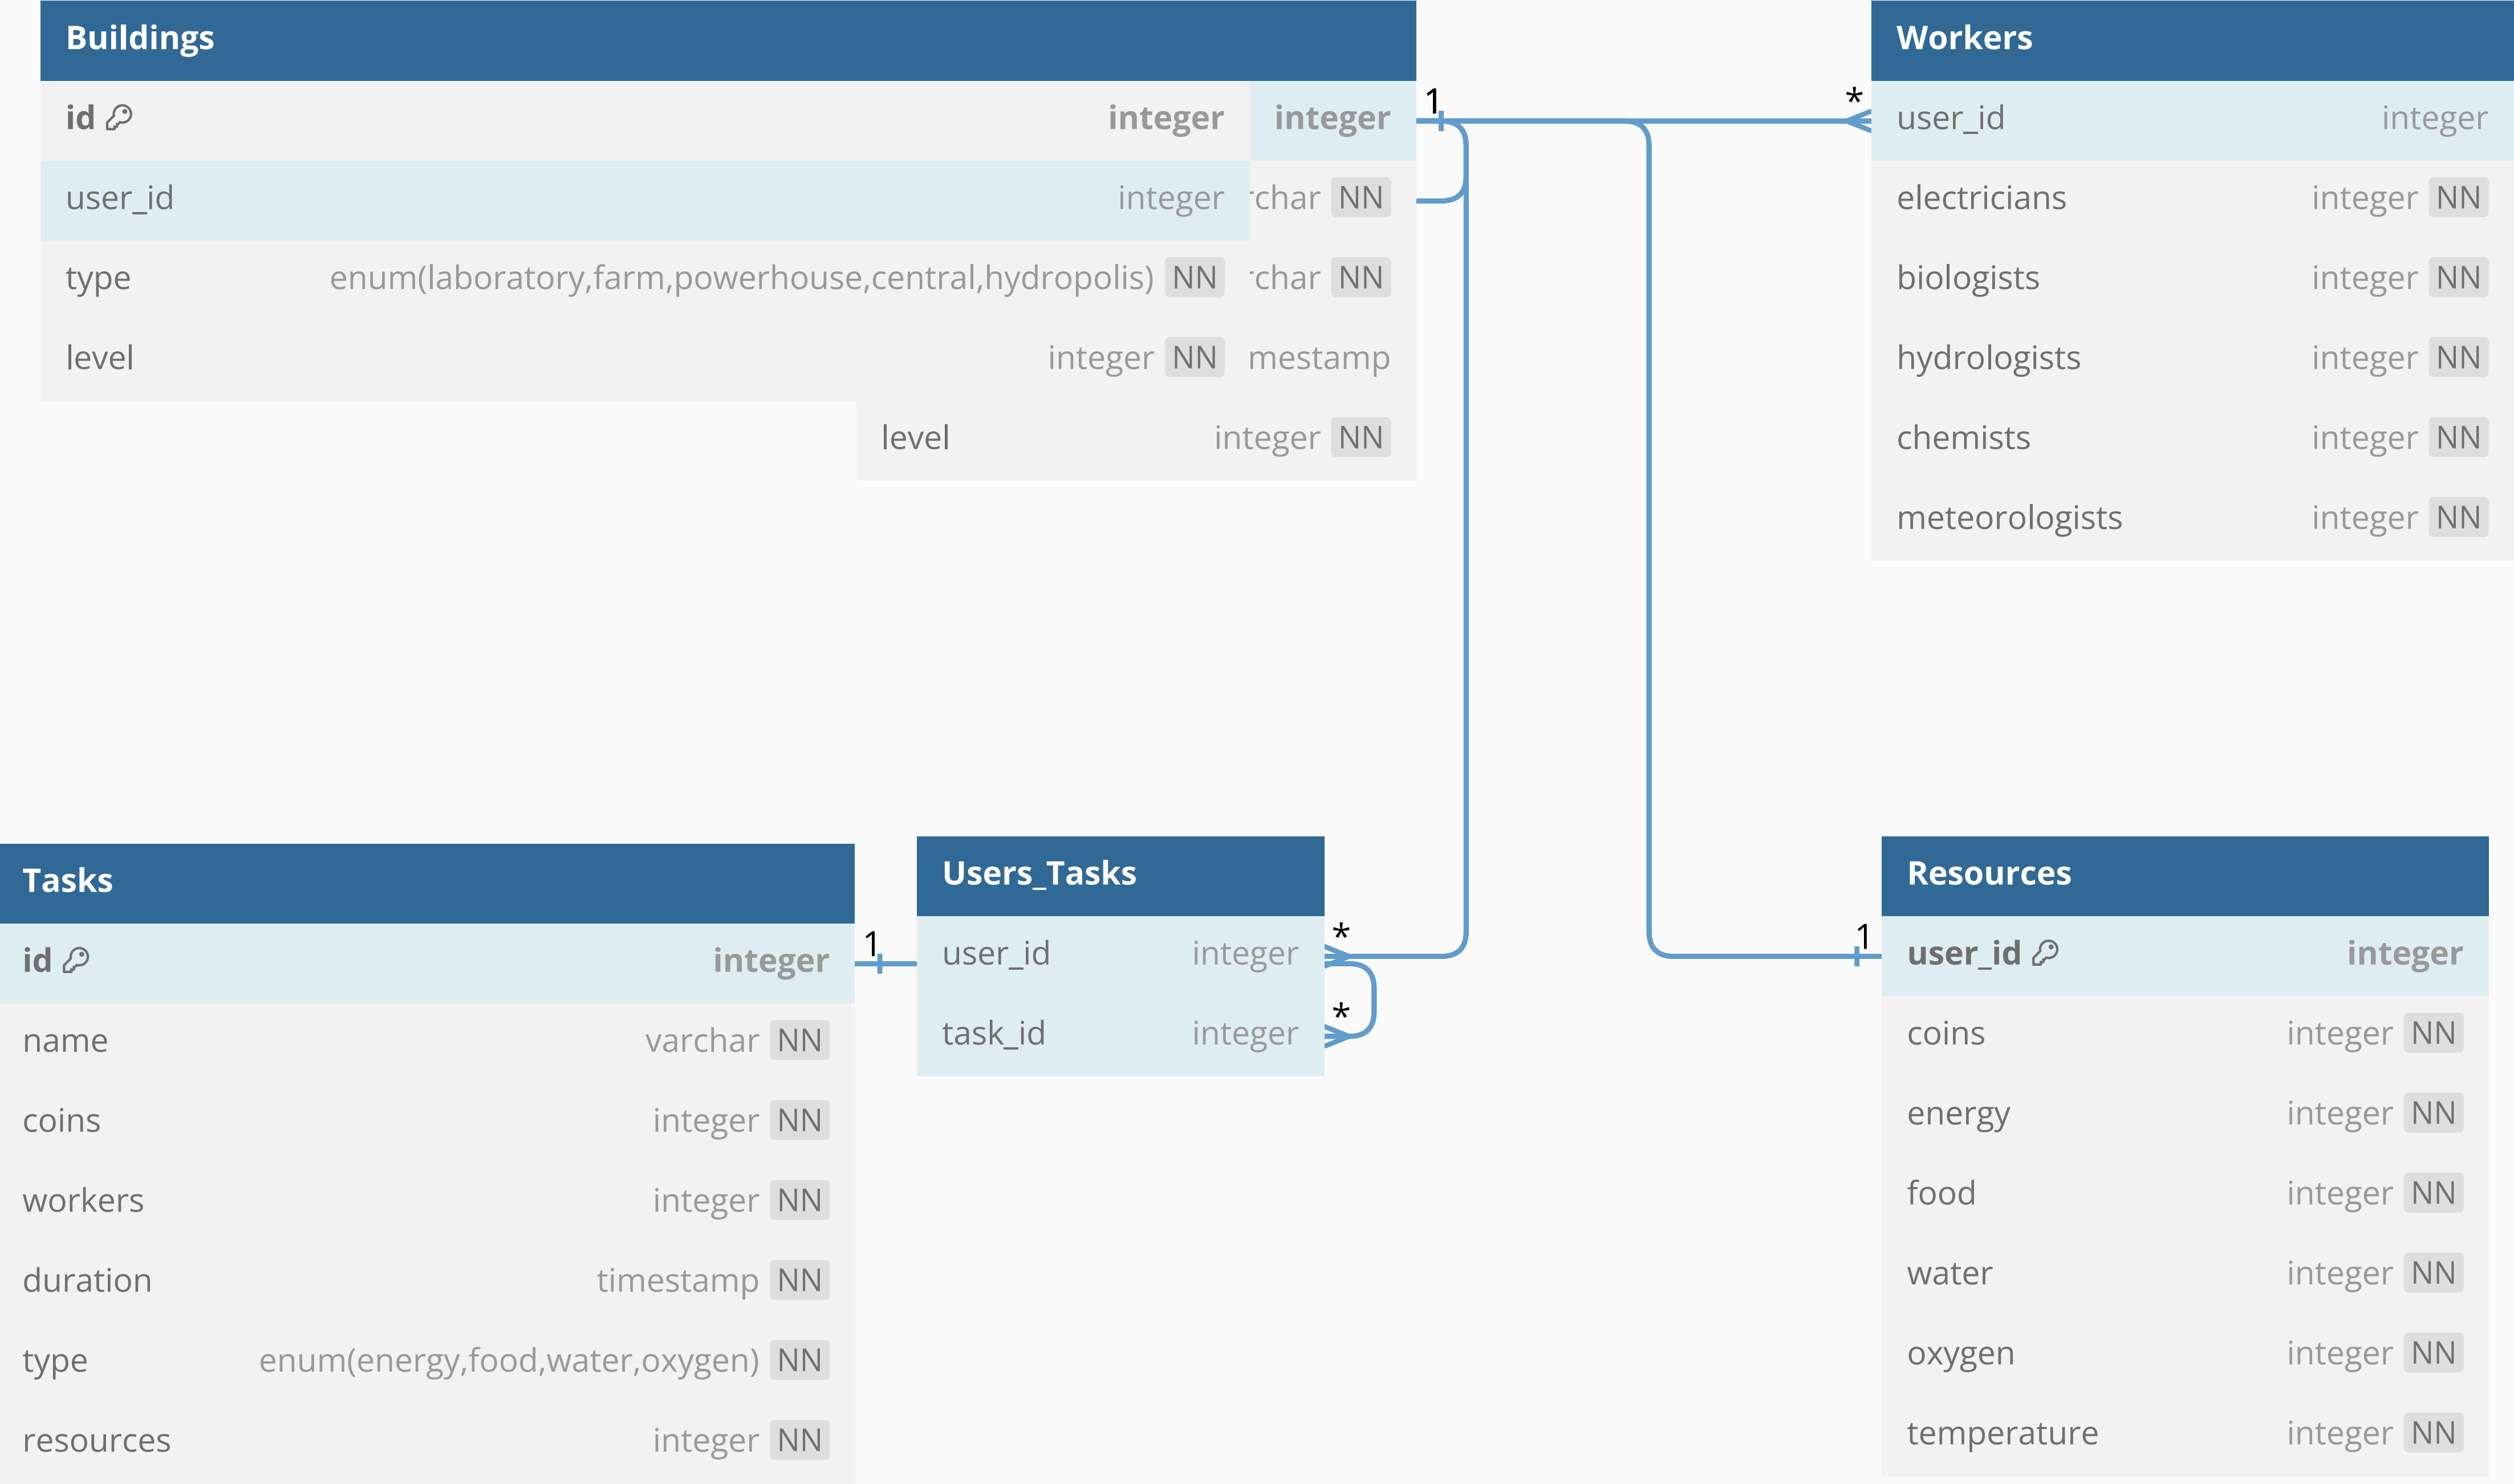 Buildings
id integer integer
user_id integer char NN
type enum(laboratory,farm,powerhouse,central,hydropolis) NN char NN
level integer NN mestamp
level integer NN
1
*
Workers
user_id integer
electricians integer NN
biologists integer NN
hydrologists integer NN
chemists integer NN
meteorologists integer NN
Tasks
id integer
name varchar NN
coins integer NN
workers integer NN
duration timestamp NN
type enum(energy,food,water,oxygen) NN
resources integer NN
1
Users_Tasks
user_id integer
task_id integer
*
*
1
Resources
user_id integer
coins integer NN
energy integer NN
food integer NN
water integer NN
oxygen integer NN
temperature integer NN